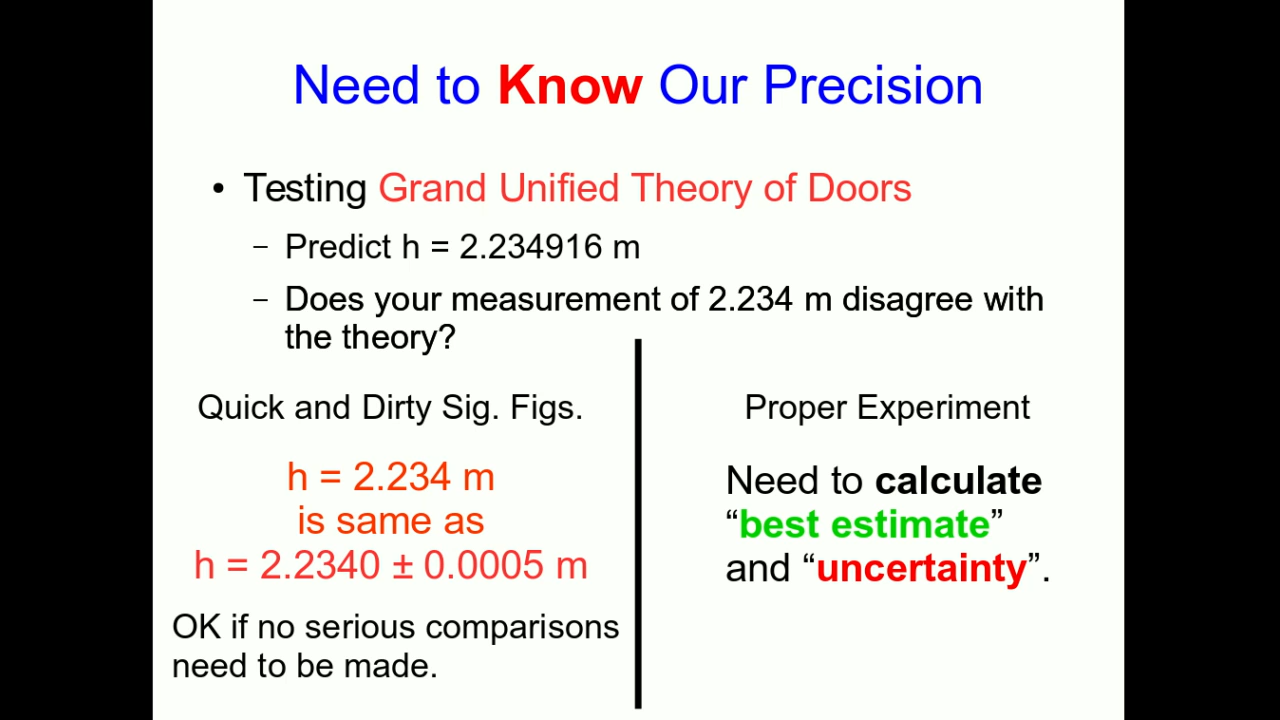 Need to Know Our Precision
• Testing Grand Unified Theory of Doors
– Predict h = 2.234916 m
– Does your measurement of 2.234 m disagree with
the theory?
Quick and Dirty Sig. Figs.
h = 2.234 m
is same as
h = 2.2340 ± 0.0005 m
OK if no serious comparisons
need to be made.
Proper Experiment
Need to calculate
“best estimate”
and “uncertainty”.